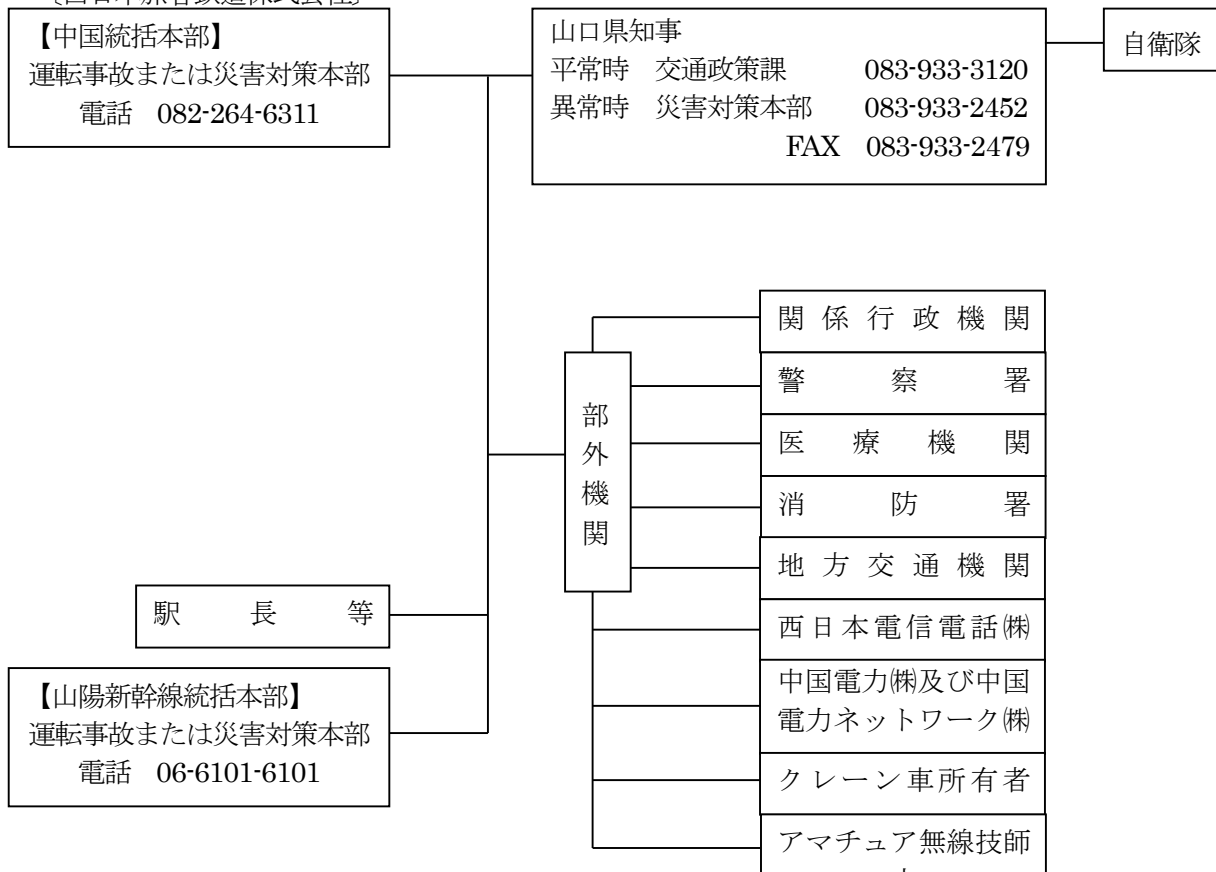 【中国統括本部】
運転事故または災害対策本部
電話 082-264-6311
山口県知事
平常時 交通政策課 083-933-3120
異常時 災害対策本部 083-933-2452
FAX 083-933-2479
自衛隊
部外機関
関係行政機関
警察署
医療機関
消防署
地方交通機関
西日本電信電話㈱
中国電力㈱及び中国
電力ネットワーク㈱
クレーン車所有者
アマチュア無線技師
駅長等
【山陽新幹線統括本部】
運転事故または災害対策本部
電話 06-6101-6101